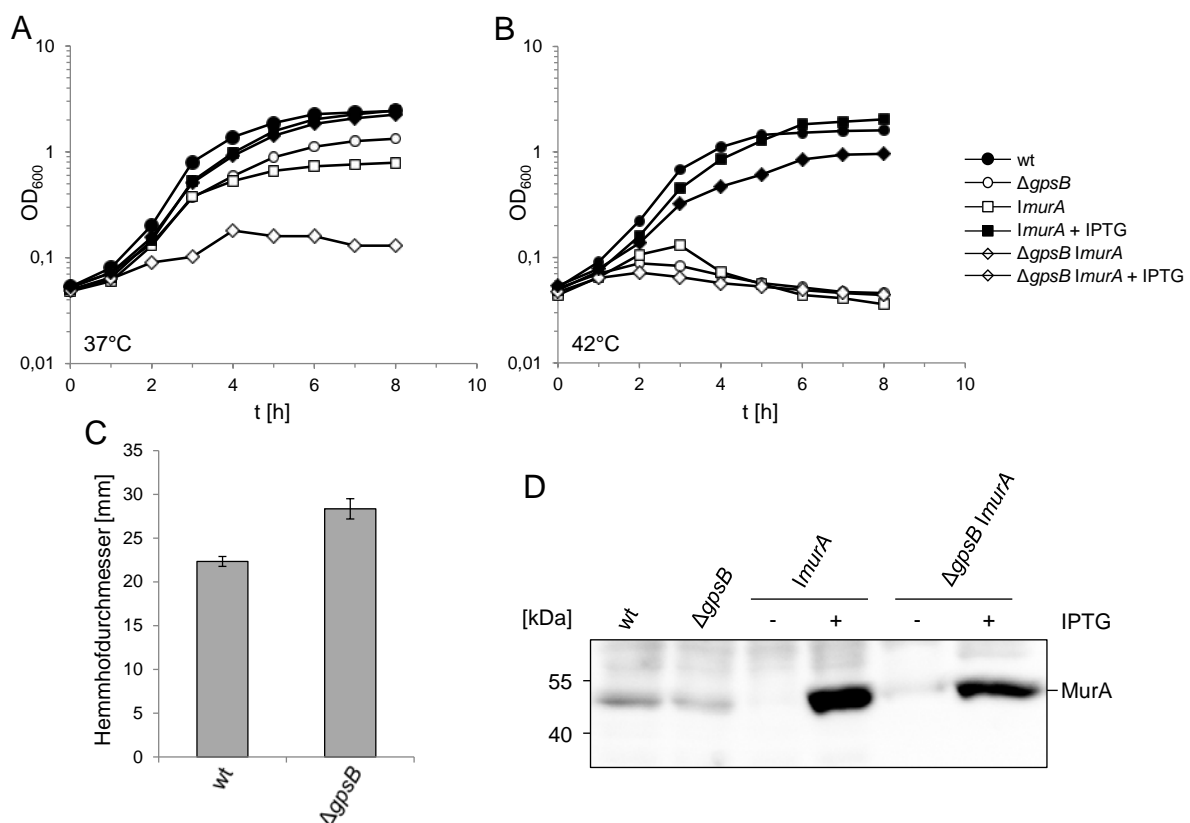 A
10
1
0,1
0,01
OD600
37°C
0
2
4
6
8
10
t [h]
B
10
1
0,1
0,01
OD600
42°C
0
2
4
6
8
10
t [h]
wt
ΔgpsB
ImurA
ImurA + IPTG
ΔgpsB ImurA
ΔgpsB ImurA + IPTG
C
35
30
25
20
15
10
5
0
Hemmhofdurchmesser [mm]
wt
ΔgpsB
D
[kDa]
wt
ΔgpsB
ImurA
ΔgpsB ImurA
- + - + IPTG
55
40
MurA